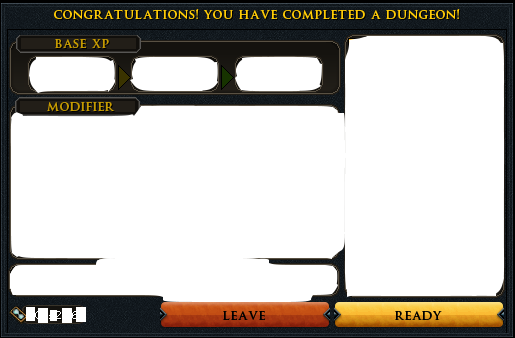 CONGRATULATIONS! YOU HAVE COMPLETED A DUNGEON!
BASE XP
MODIFIER
LEAVE
READY